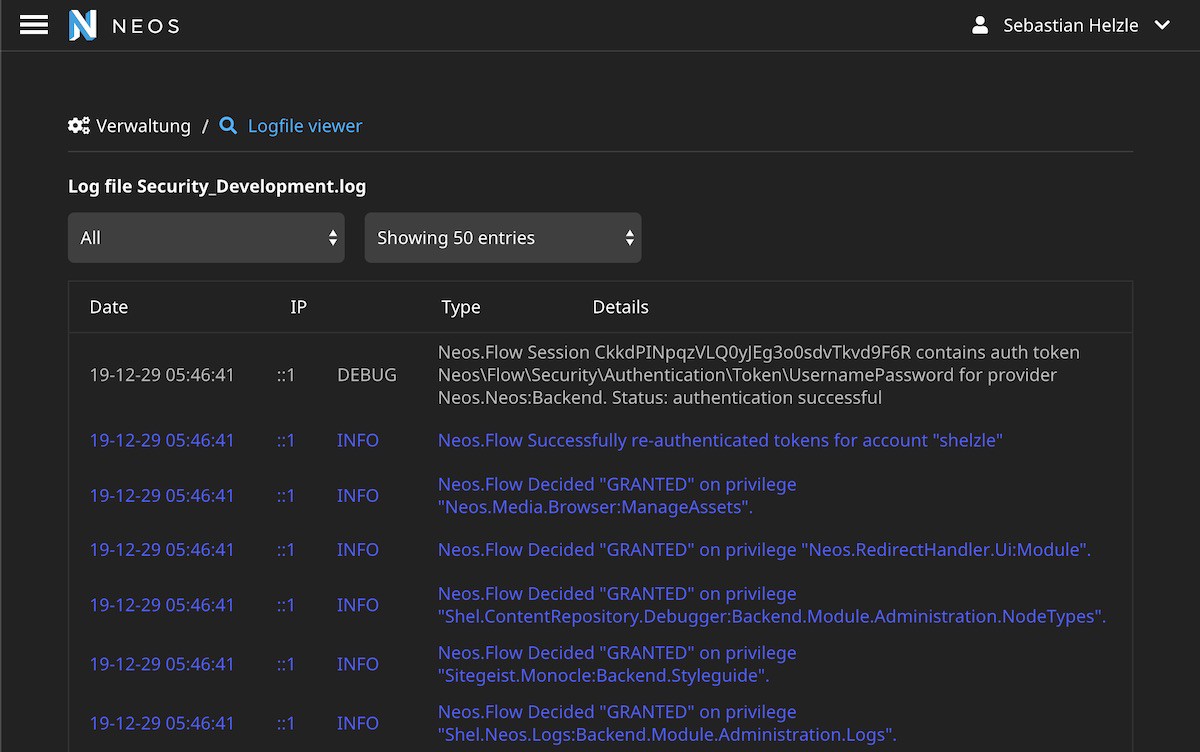 NEOS
Sebastian Helzle
Verwaltung / Logfile viewer
Log file Security_Development.log
All
Showing 50 entries
Date IP Type Details
19-12-29 05:46:41 ::1 DEBUG Neos.Flow Session CkkdPINpqzVLQ0yJEg3o0sdvTkvd9F6R contains auth token
Neos\Flow\Security\Authentication\Token\UsernamePassword for provider
Neos.Neos:Backend. Status: authentication successful
19-12-29 05:46:41 ::1 INFO Neos.Flow Successfully re-authenticated tokens for account "shelzle"
19-12-29 05:46:41 ::1 INFO Neos.Flow Decided "GRANTED" on privilege
"Neos.Media.Browser:ManageAssets".
19-12-29 05:46:41 ::1 INFO Neos.Flow Decided "GRANTED" on privilege "Neos.RedirectHandler.Ui:Module".
19-12-29 05:46:41 ::1 INFO Neos.Flow Decided "GRANTED" on privilege
"Shel.ContentRepository.Debugger:Backend.Module.Administration.NodeTypes".
19-12-29 05:46:41 ::1 INFO Neos.Flow Decided "GRANTED" on privilege
"Sitegeist.Monocle:Backend.Styleguide".
19-12-29 05:46:41 ::1 INFO Neos.Flow Decided "GRANTED" on privilege
"Shel.Neos.Logs:Backend.Module.Administration.Logs".